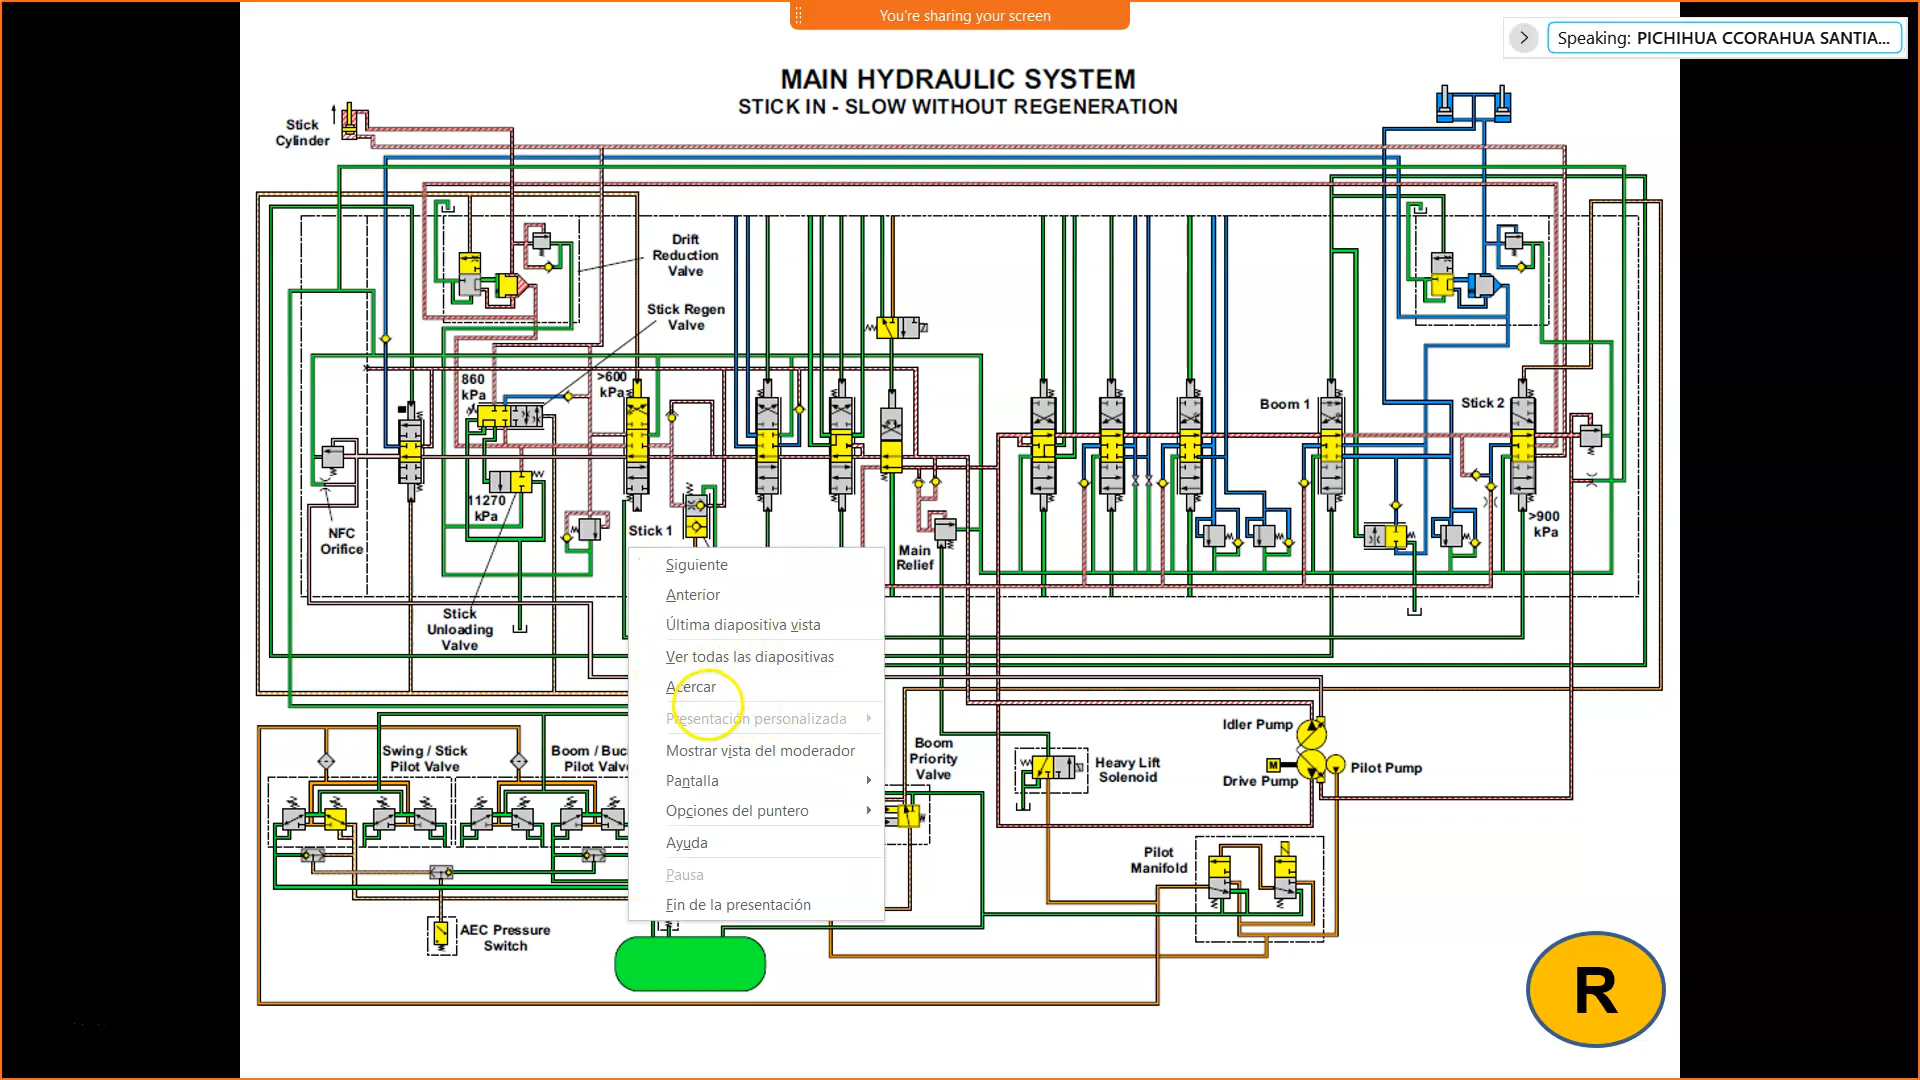 You're sharing your screen
Speaking: PICHIHUA CCORAHUA SANTIA...
MAIN HYDRAULIC SYSTEM
STICK IN - SLOW WITHOUT REGENERATION
Stick
Cylinder
Drift
Reduction
Valve
Stick Regen
Valve
860
kPa
>600
kPa
Boom 1
Stick 2
11270
kPa
NFC
Orifice
Stick 1
Main
Relief
>900
kPa
Stick
Unloading
Valve
Siguiente
Anterior
Última diapositiva vista
Ver todas las diapositivas
Acercar
Presentación personalizada
Mostrar vista del moderador
Pantalla
Opciones del puntero
Ayuda
Pausa
Fin de la presentación
Swing / Stick
Pilot Valve
Boom / Buc
Pilot Valv
Boom
Priority
Valve
Heavy Lift
Solenoid
Idler Pump
M
Drive Pump
Pilot Pump
Pilot
Manifold
AEC Pressure
Switch
R